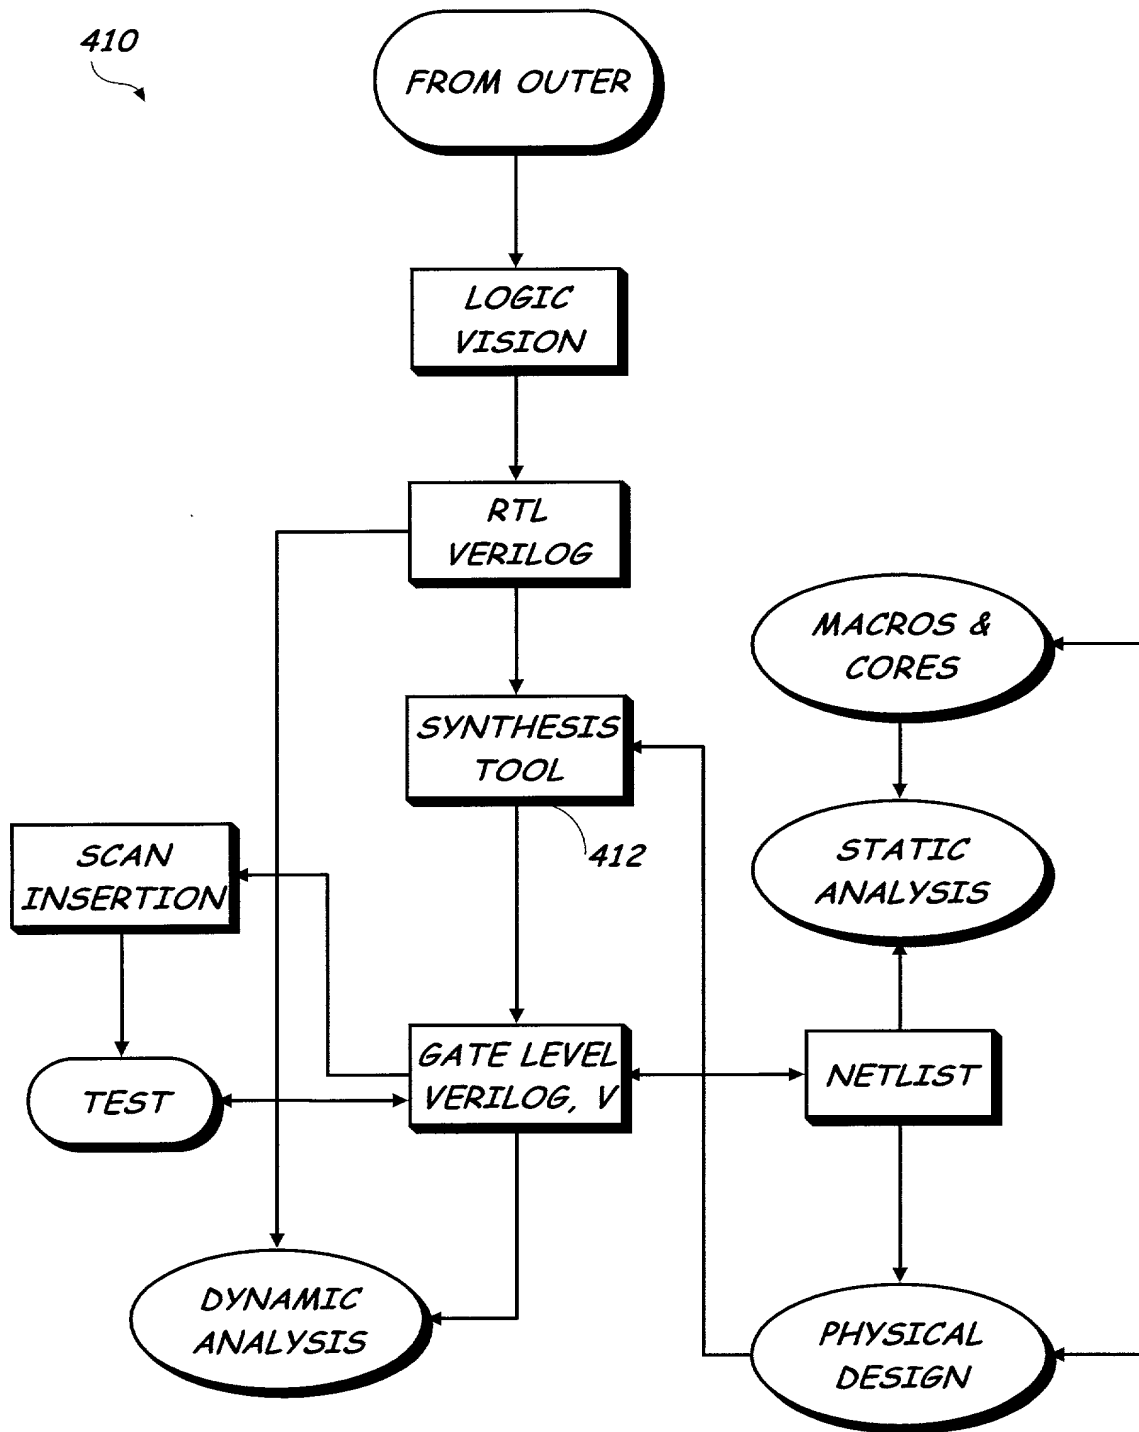 410
FROM OUTER
LOGIC
VISION
RTL
VERILOG
MACROS &
CORES
SYNTHESIS
TOOL
412
SCAN
INSERTION
STATIC
ANALYSIS
GATE LEVEL
VERILOG, V
NETLIST
TEST
DYNAMIC
ANALYSIS
PHYSICAL
DESIGN